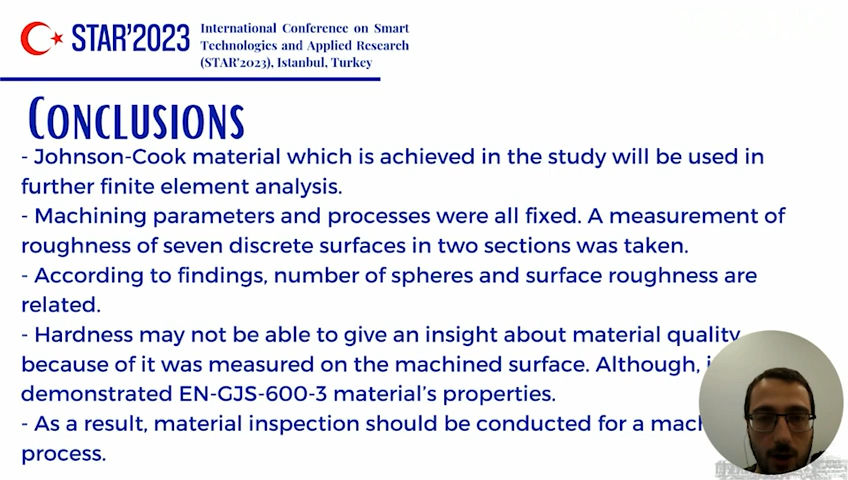 STAR'2023
International Conference on Smart
Technologies and Applied Research
(STAR'2023), Istanbul, Turkey
CONCLUSIONS
- Johnson-Cook material which is achieved in the study will be used in
further finite element analysis.
- Machining parameters and processes were all fixed. A measurement of
roughness of seven discrete surfaces in two sections was taken.
- According to findings, number of spheres and surface roughness are
related.
- Hardness may not be able to give an insight about material quality
because of it was measured on the machined surface. Although,
demonstrated EN-GJS-600-3 material's properties.
- As a result, material inspection should be conducted for a
process.